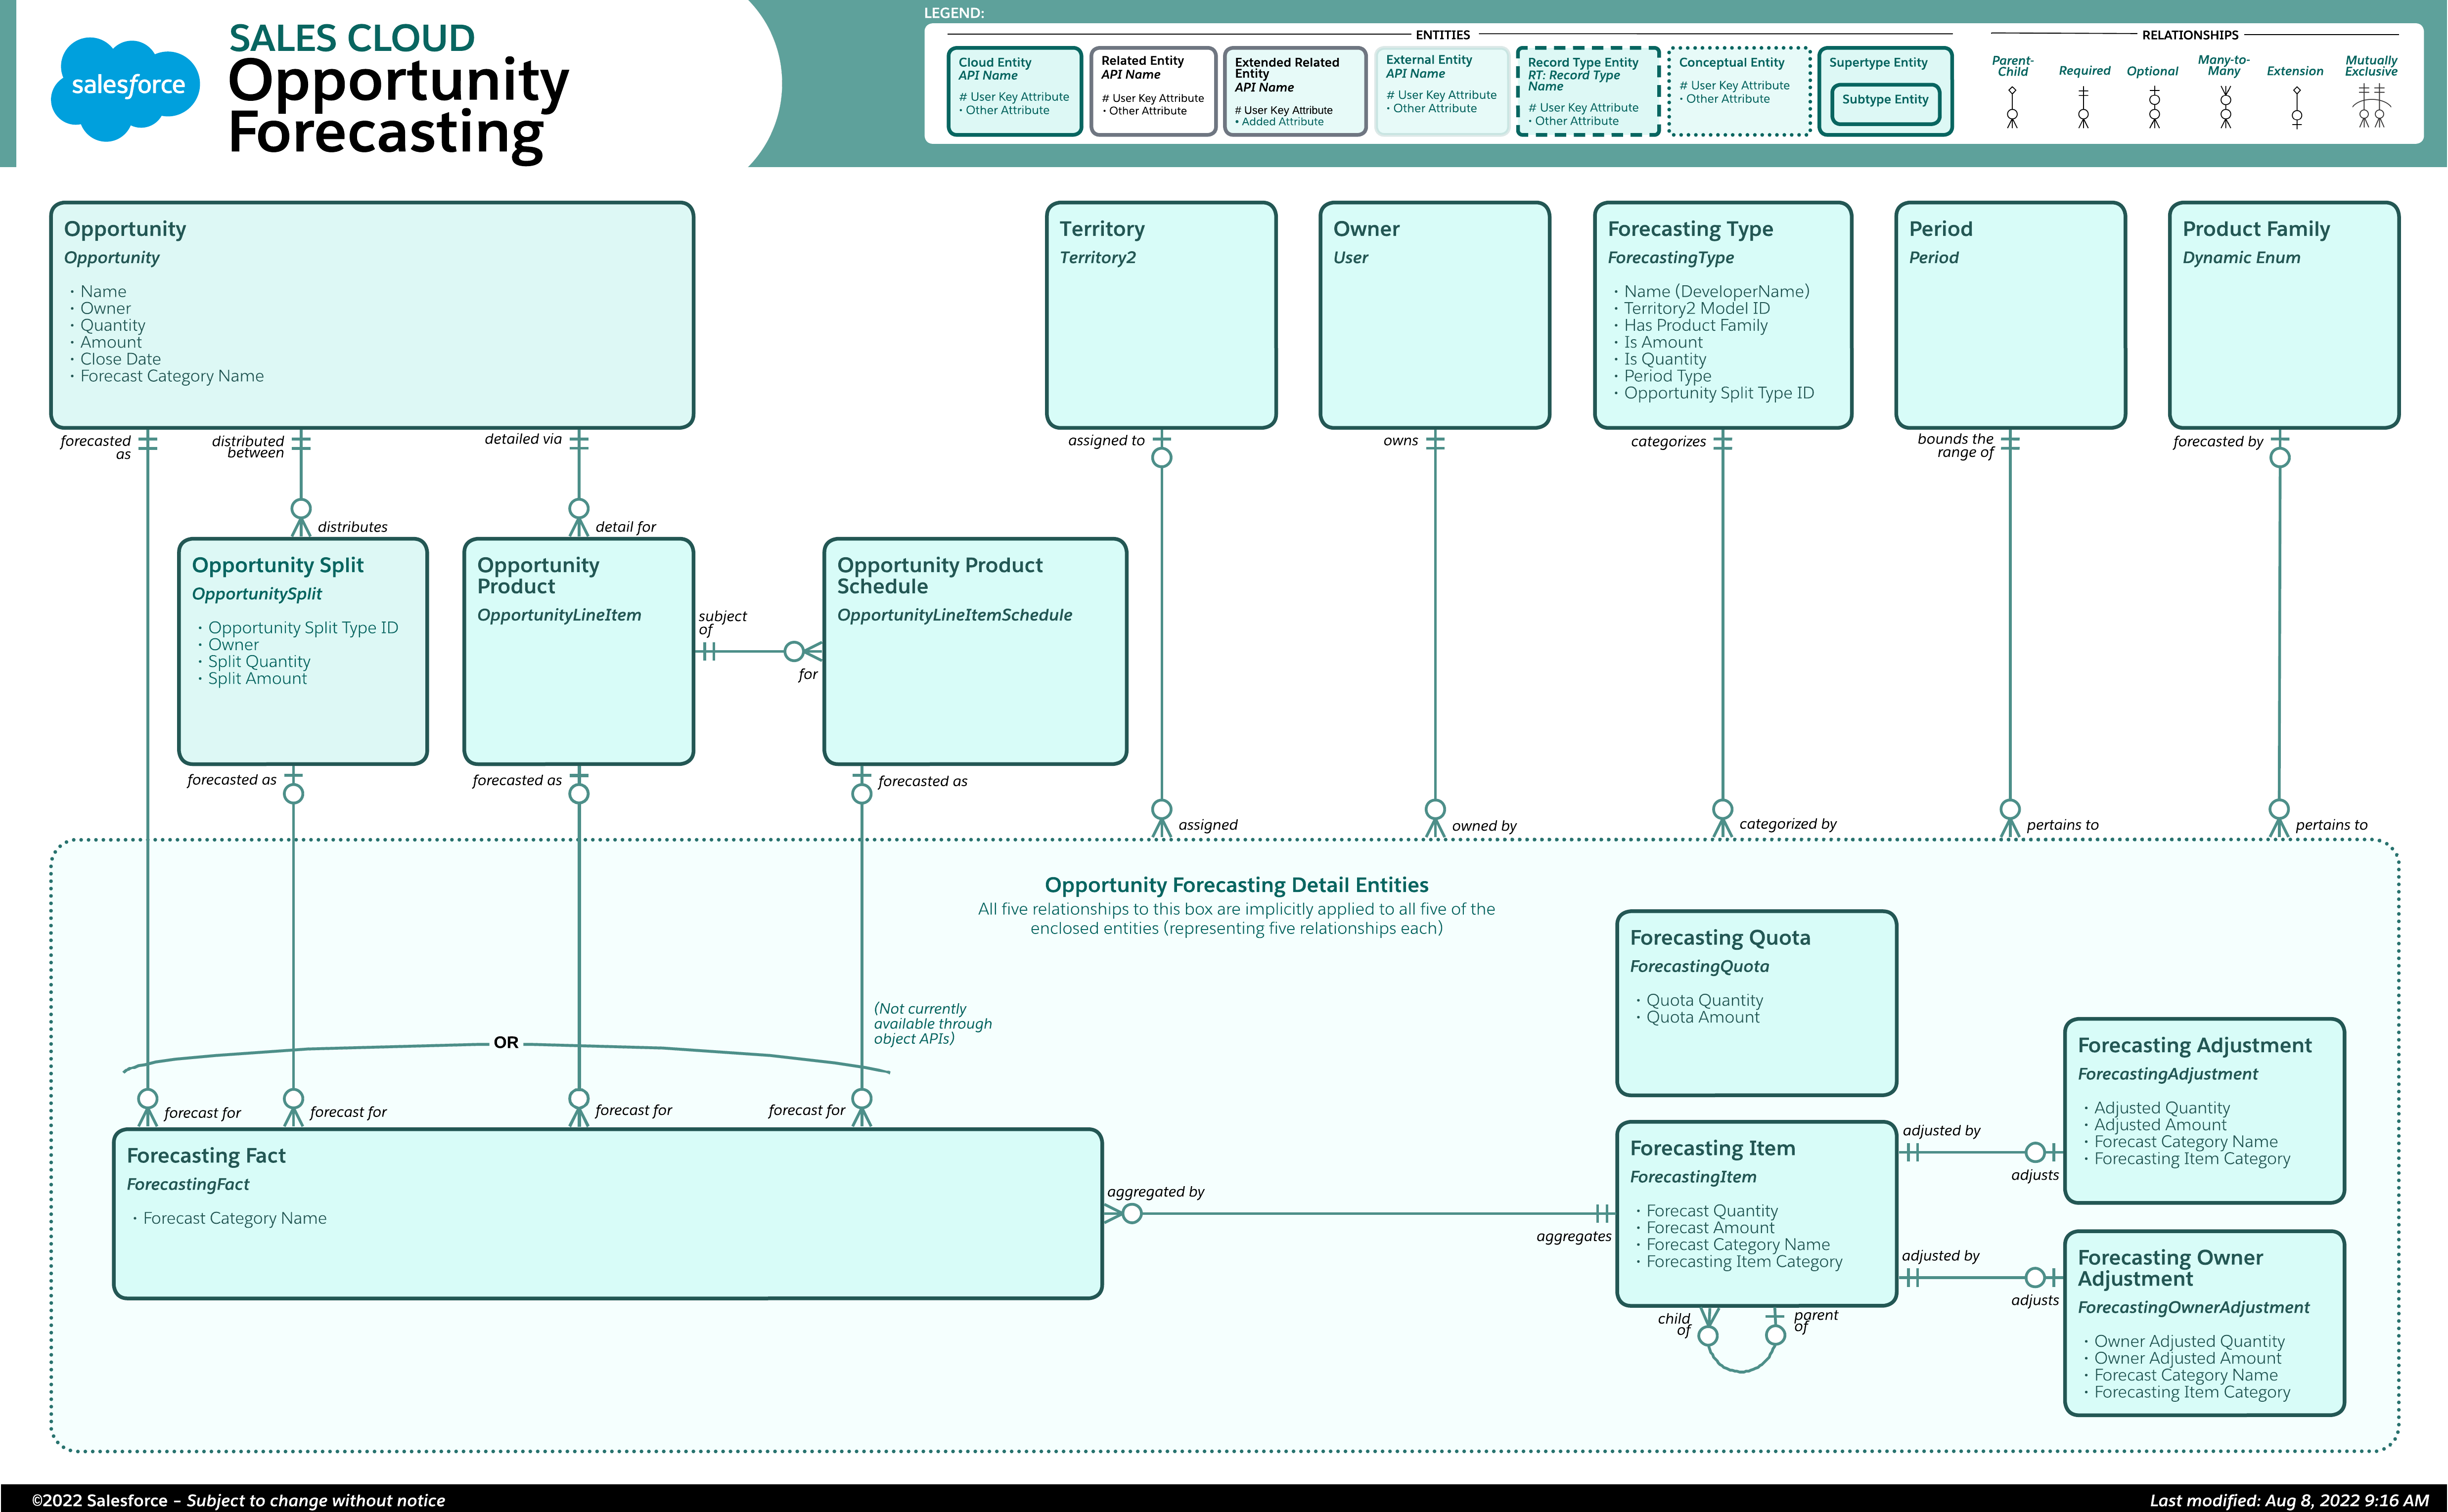 salesforce
SALES CLOUD
Opportunity
Forecasting
LEGEND:
ENTITIES
Cloud Entity
API Name
# User Key Attribute
• Other Attribute
Related Entity
API Name
# User Key Attribute
• Other Attribute
Extended Related
Entity
API Name
# User Key Attribute
• Added Attribute
External Entity
API Name
# User Key Attribute
• Other Attribute
Record Type Entity
RT: Record Type
Name
# User Key Attribute
• Other Attribute
Conceptual Entity
# User Key Attribute
• Other Attribute
Supertype Entity
Subtype Entity
RELATIONSHIPS
Parent-
Child
Required
Optional
Many-to-
Many
Extension
Mutually
Exclusive
Opportunity
Opportunity
• Name
• Owner
• Quantity
• Amount
• Close Date
• Forecast Category Name
Territory
Territory2
Owner
User
Forecasting Type
ForecastingType
• Name (DeveloperName)
• Territory2 Model ID
• Has Product Family
• Is Amount
• Is Quantity
• Period Type
• Opportunity Split Type ID
Period
Period
Product Family
Dynamic Enum
forecasted
as
distributed
between
detailed via
assigned to
owns
categorizes
bounds the
range of
forecasted by
distributes
detail for
Opportunity Split
OpportunitySplit
• Opportunity Split Type ID
• Owner
• Split Quantity
• Split Amount
Opportunity
Product
OpportunityLineItem
subject
of
for
Opportunity Product
Schedule
OpportunityLineItemSchedule
forecasted as
forecasted as
forecasted as
assigned
owned by
categorized by
pertains to
pertains to
Opportunity Forecasting Detail Entities
All five relationships to this box are implicitly applied to all five of the
enclosed entities (representing five relationships each)
(Not currently
available through
object APIs)
OR
forecast for
forecast for
forecast for
forecast for
Forecasting Fact
ForecastingFact
• Forecast Category Name
aggregated by
aggregates
Forecasting Quota
ForecastingQuota
• Quota Quantity
• Quota Amount
Forecasting Item
ForecastingItem
• Forecast Quantity
• Forecast Amount
• Forecast Category Name
• Forecasting Item Category
child
of
parent
of
adjusted by
adjusts
adjusted by
adjusts
Forecasting Adjustment
ForecastingAdjustment
• Adjusted Quantity
• Adjusted Amount
• Forecast Category Name
• Forecasting Item Category
Forecasting Owner
Adjustment
ForecastingOwnerAdjustment
• Owner Adjusted Quantity
• Owner Adjusted Amount
• Forecast Category Name
• Forecasting Item Category
©2022 Salesforce – Subject to change without notice
Last modified: Aug 8, 2022 9:16 AM